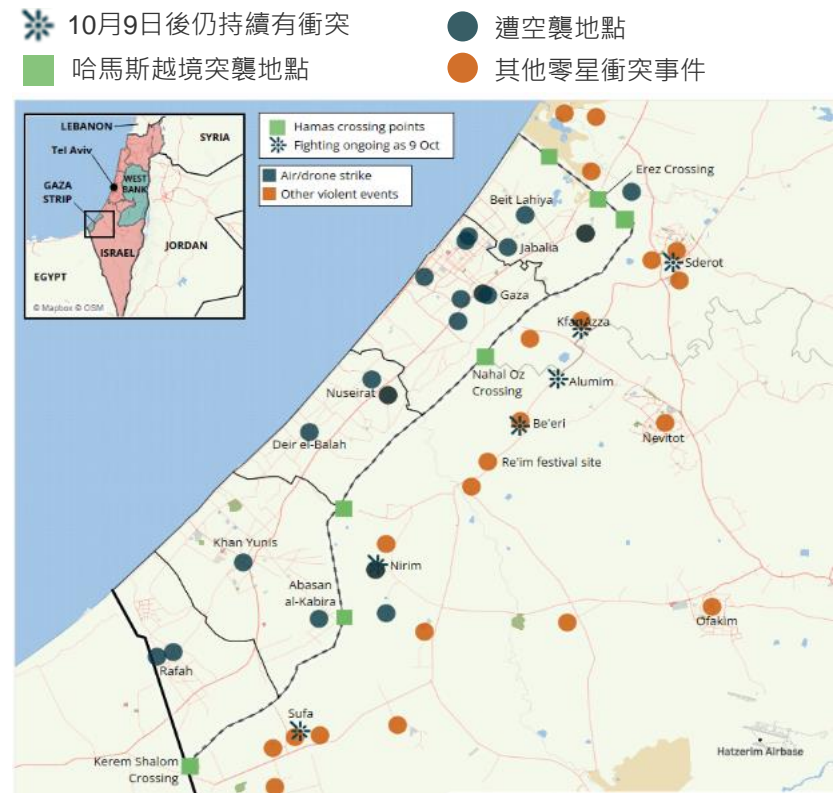 10月9日後仍持續有衝突
遭空襲地點
哈馬斯越境突襲地點
其他零星衝突事件
LEBANON
SYRIA
Tel Aviv
WEST
BANK
GAZA
STRIP
ISRAEL
JORDAN
EGYPT
© Mapbox © OSM
Hamas crossing points
Fighting ongoing as 9 Oct
Air/drone strike
Other violent events
Erez Crossing
Beit Lahiya
Jabalia
Sderot
Gaza
Kfar Azza
Nahal Oz
Crossing
Alumim
Nuseirat
Be'eri
Nevitot
Deir el-Balah
Re'im festival site
Khan Yunis
Nirim
Abasan
al-Kabira
Ofakim
Rafah
Sufa
Hatzerim Airbase
Kerem Shalom
Crossing